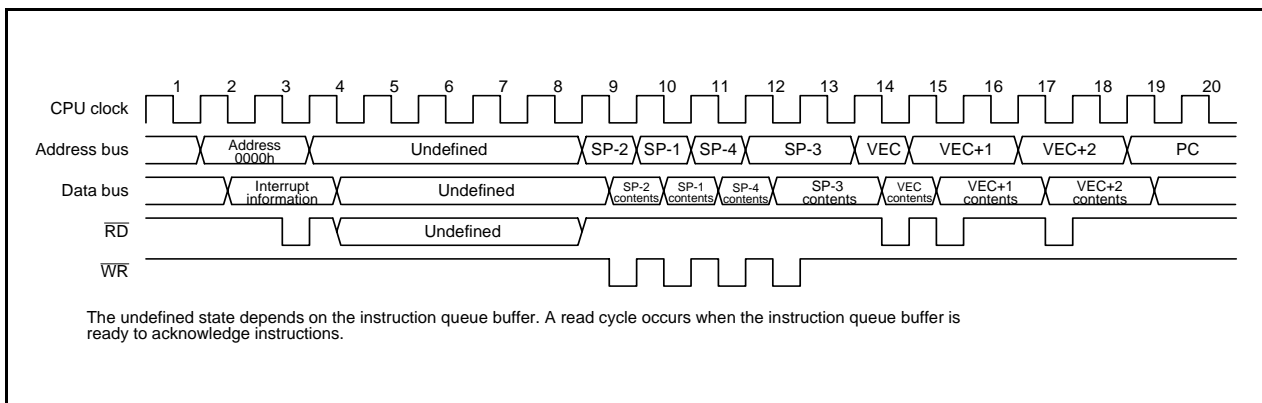 1 2 3 4 5 6 7 8 9 10 11 12 13 14 15 16 17 18 19 20
CPU clock
Address bus
Address
0000h
Undefined
SP-2
SP-1
SP-4
SP-3
VEC
VEC+1
VEC+2
PC
Data bus
Interrupt
information
Undefined
SP-2
contents
SP-1
contents
SP-4
contents
SP-3
contents
VEC
contents
VEC+1
contents
VEC+2
contents
RD
Undefined
WR
The undefined state depends on the instruction queue buffer. A read cycle occurs when the instruction queue buffer is
ready to acknowledge instructions.